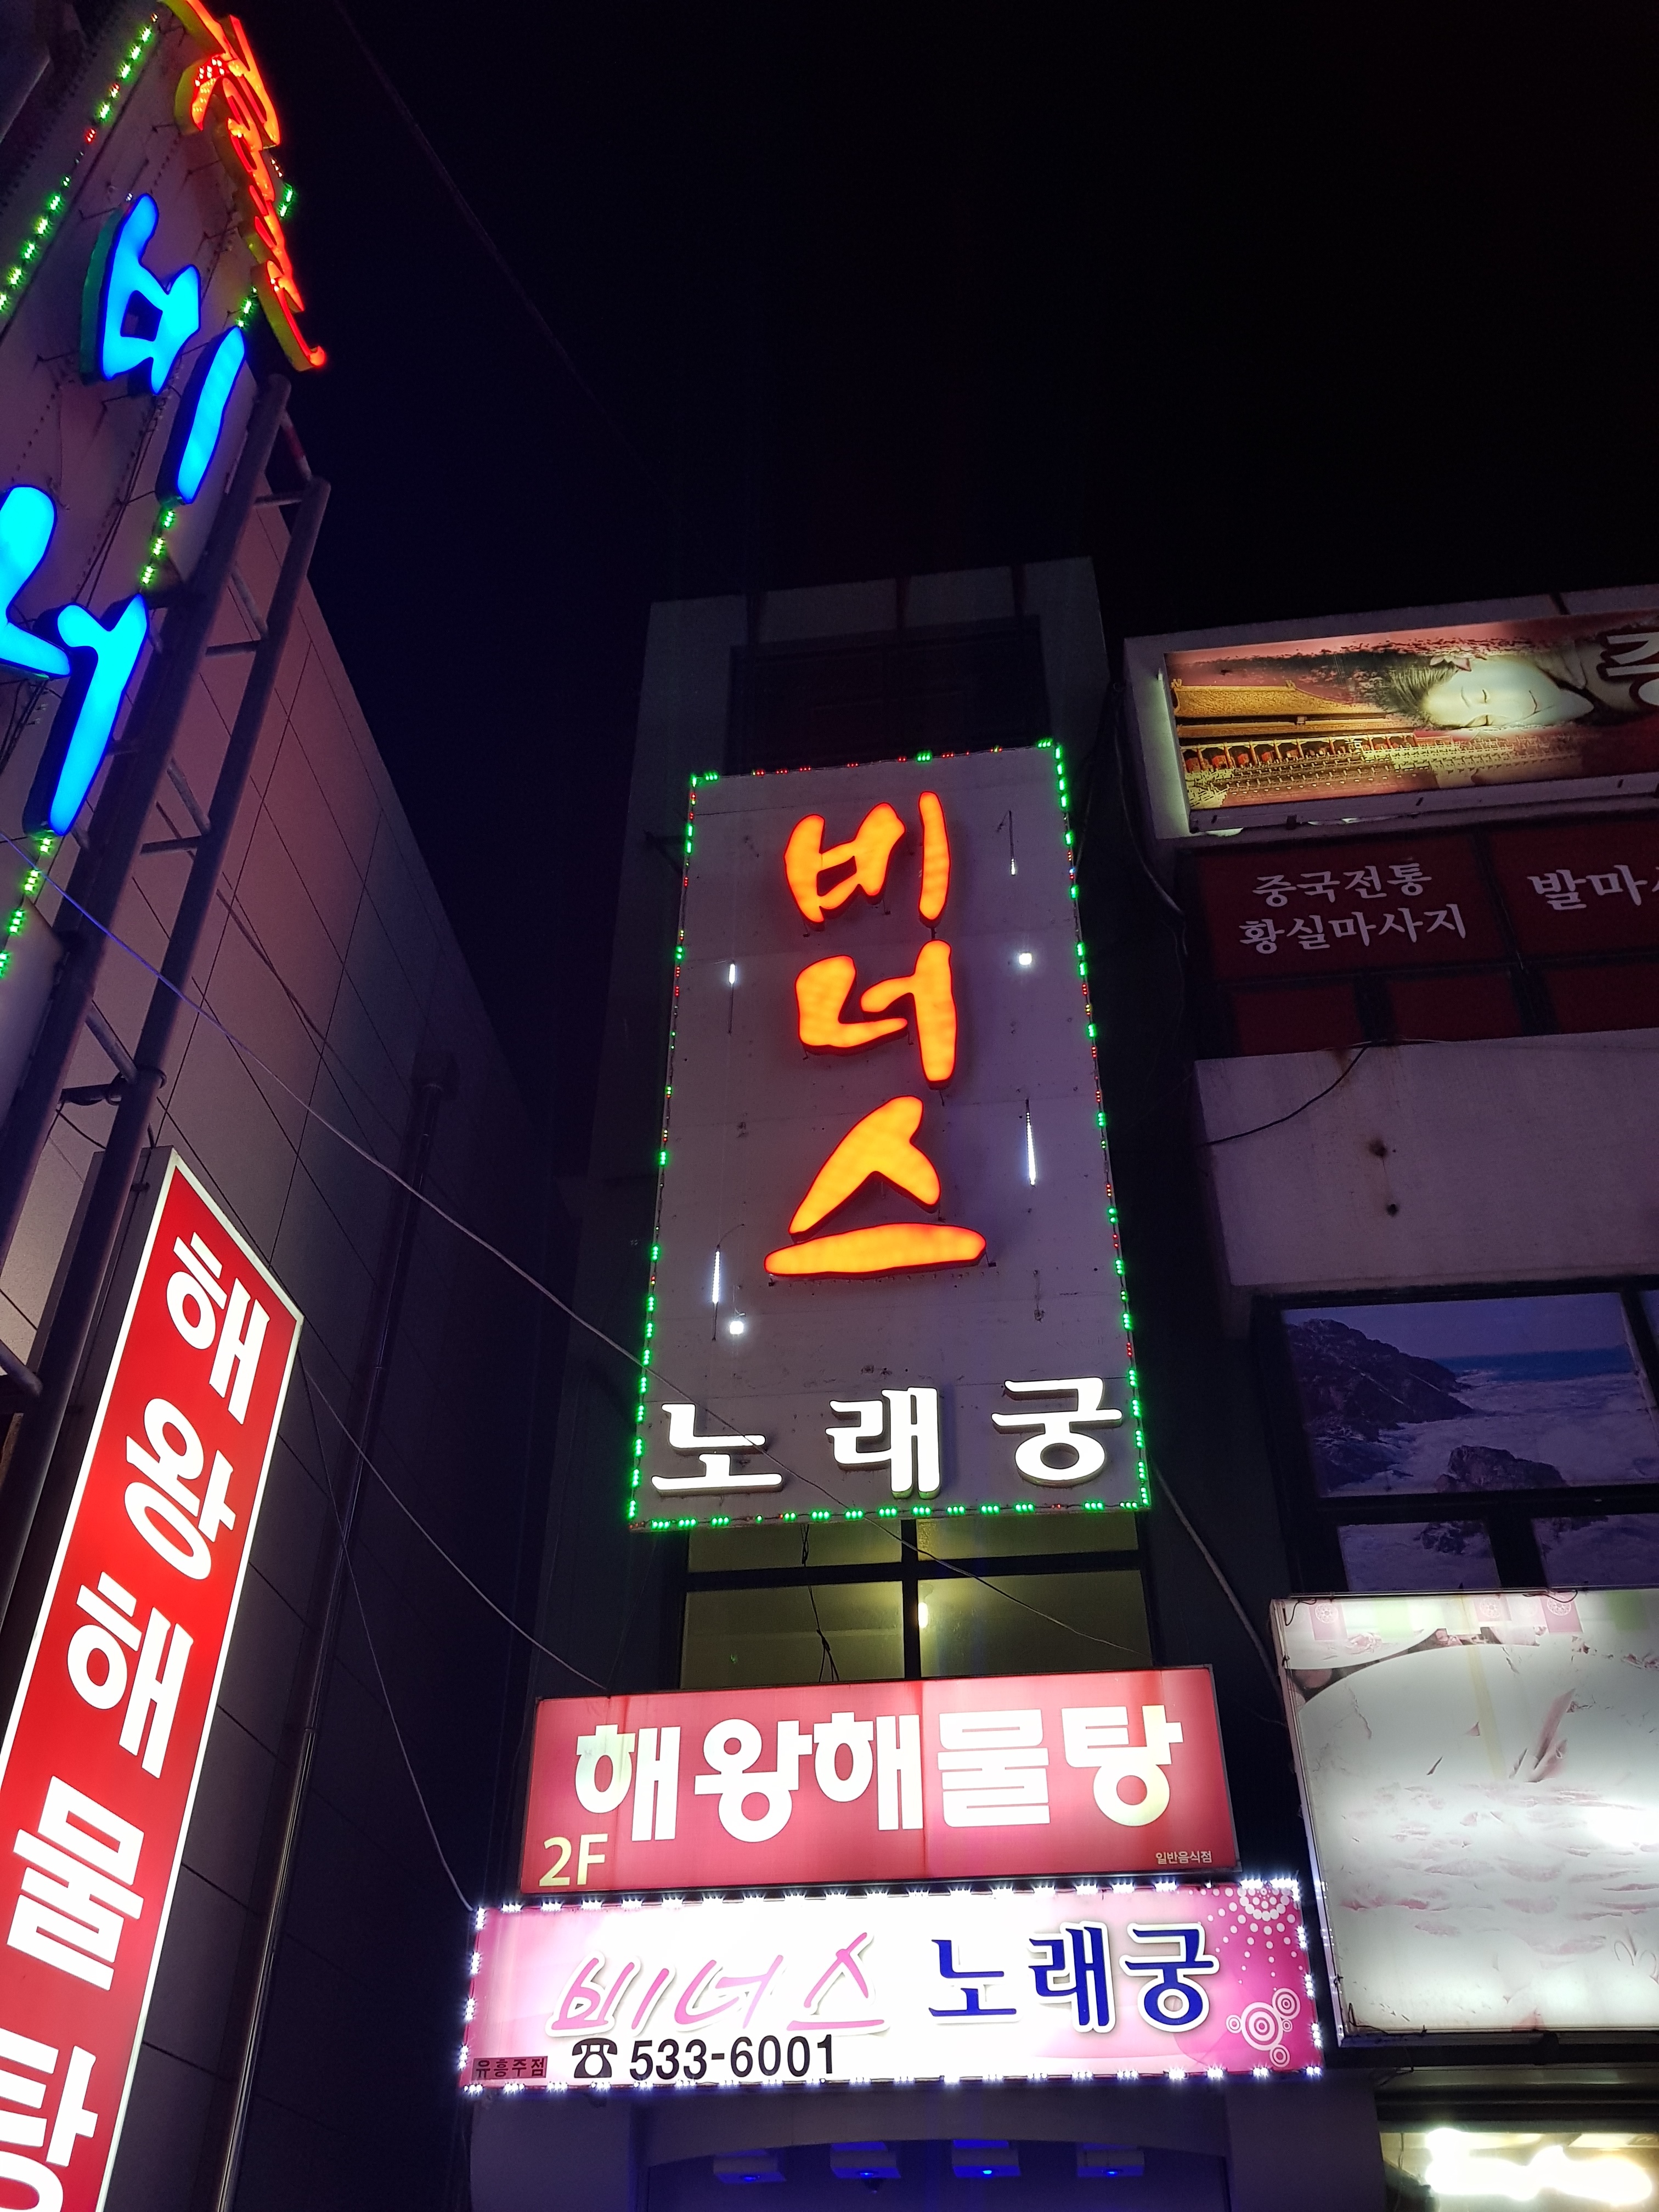 비너
해왕해물탕
비너스
노래궁
중국전통
황실마사지
발마
해왕해물탕
2F
일반음식점
비너스 노래궁
유흥주점 ☎ 533-6001